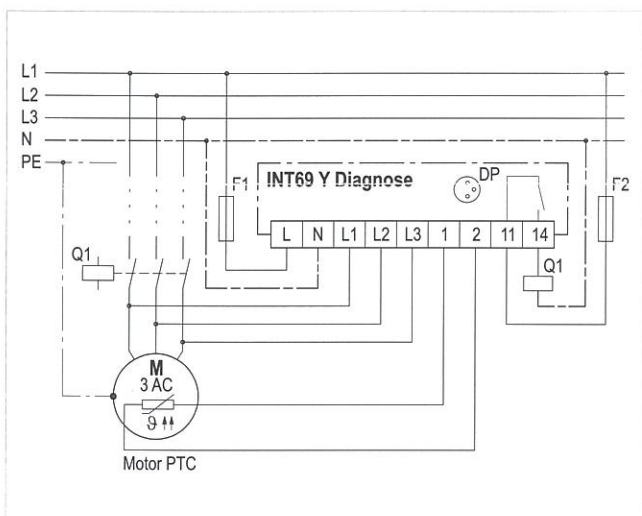 L1
L2
L3
N
PE
F1
INT69 Y Diagnose
DP
F2
L N L1 L2 L3 1 2 11 14
Q1
Q1
M
3 AC
ϑ
Motor PTC